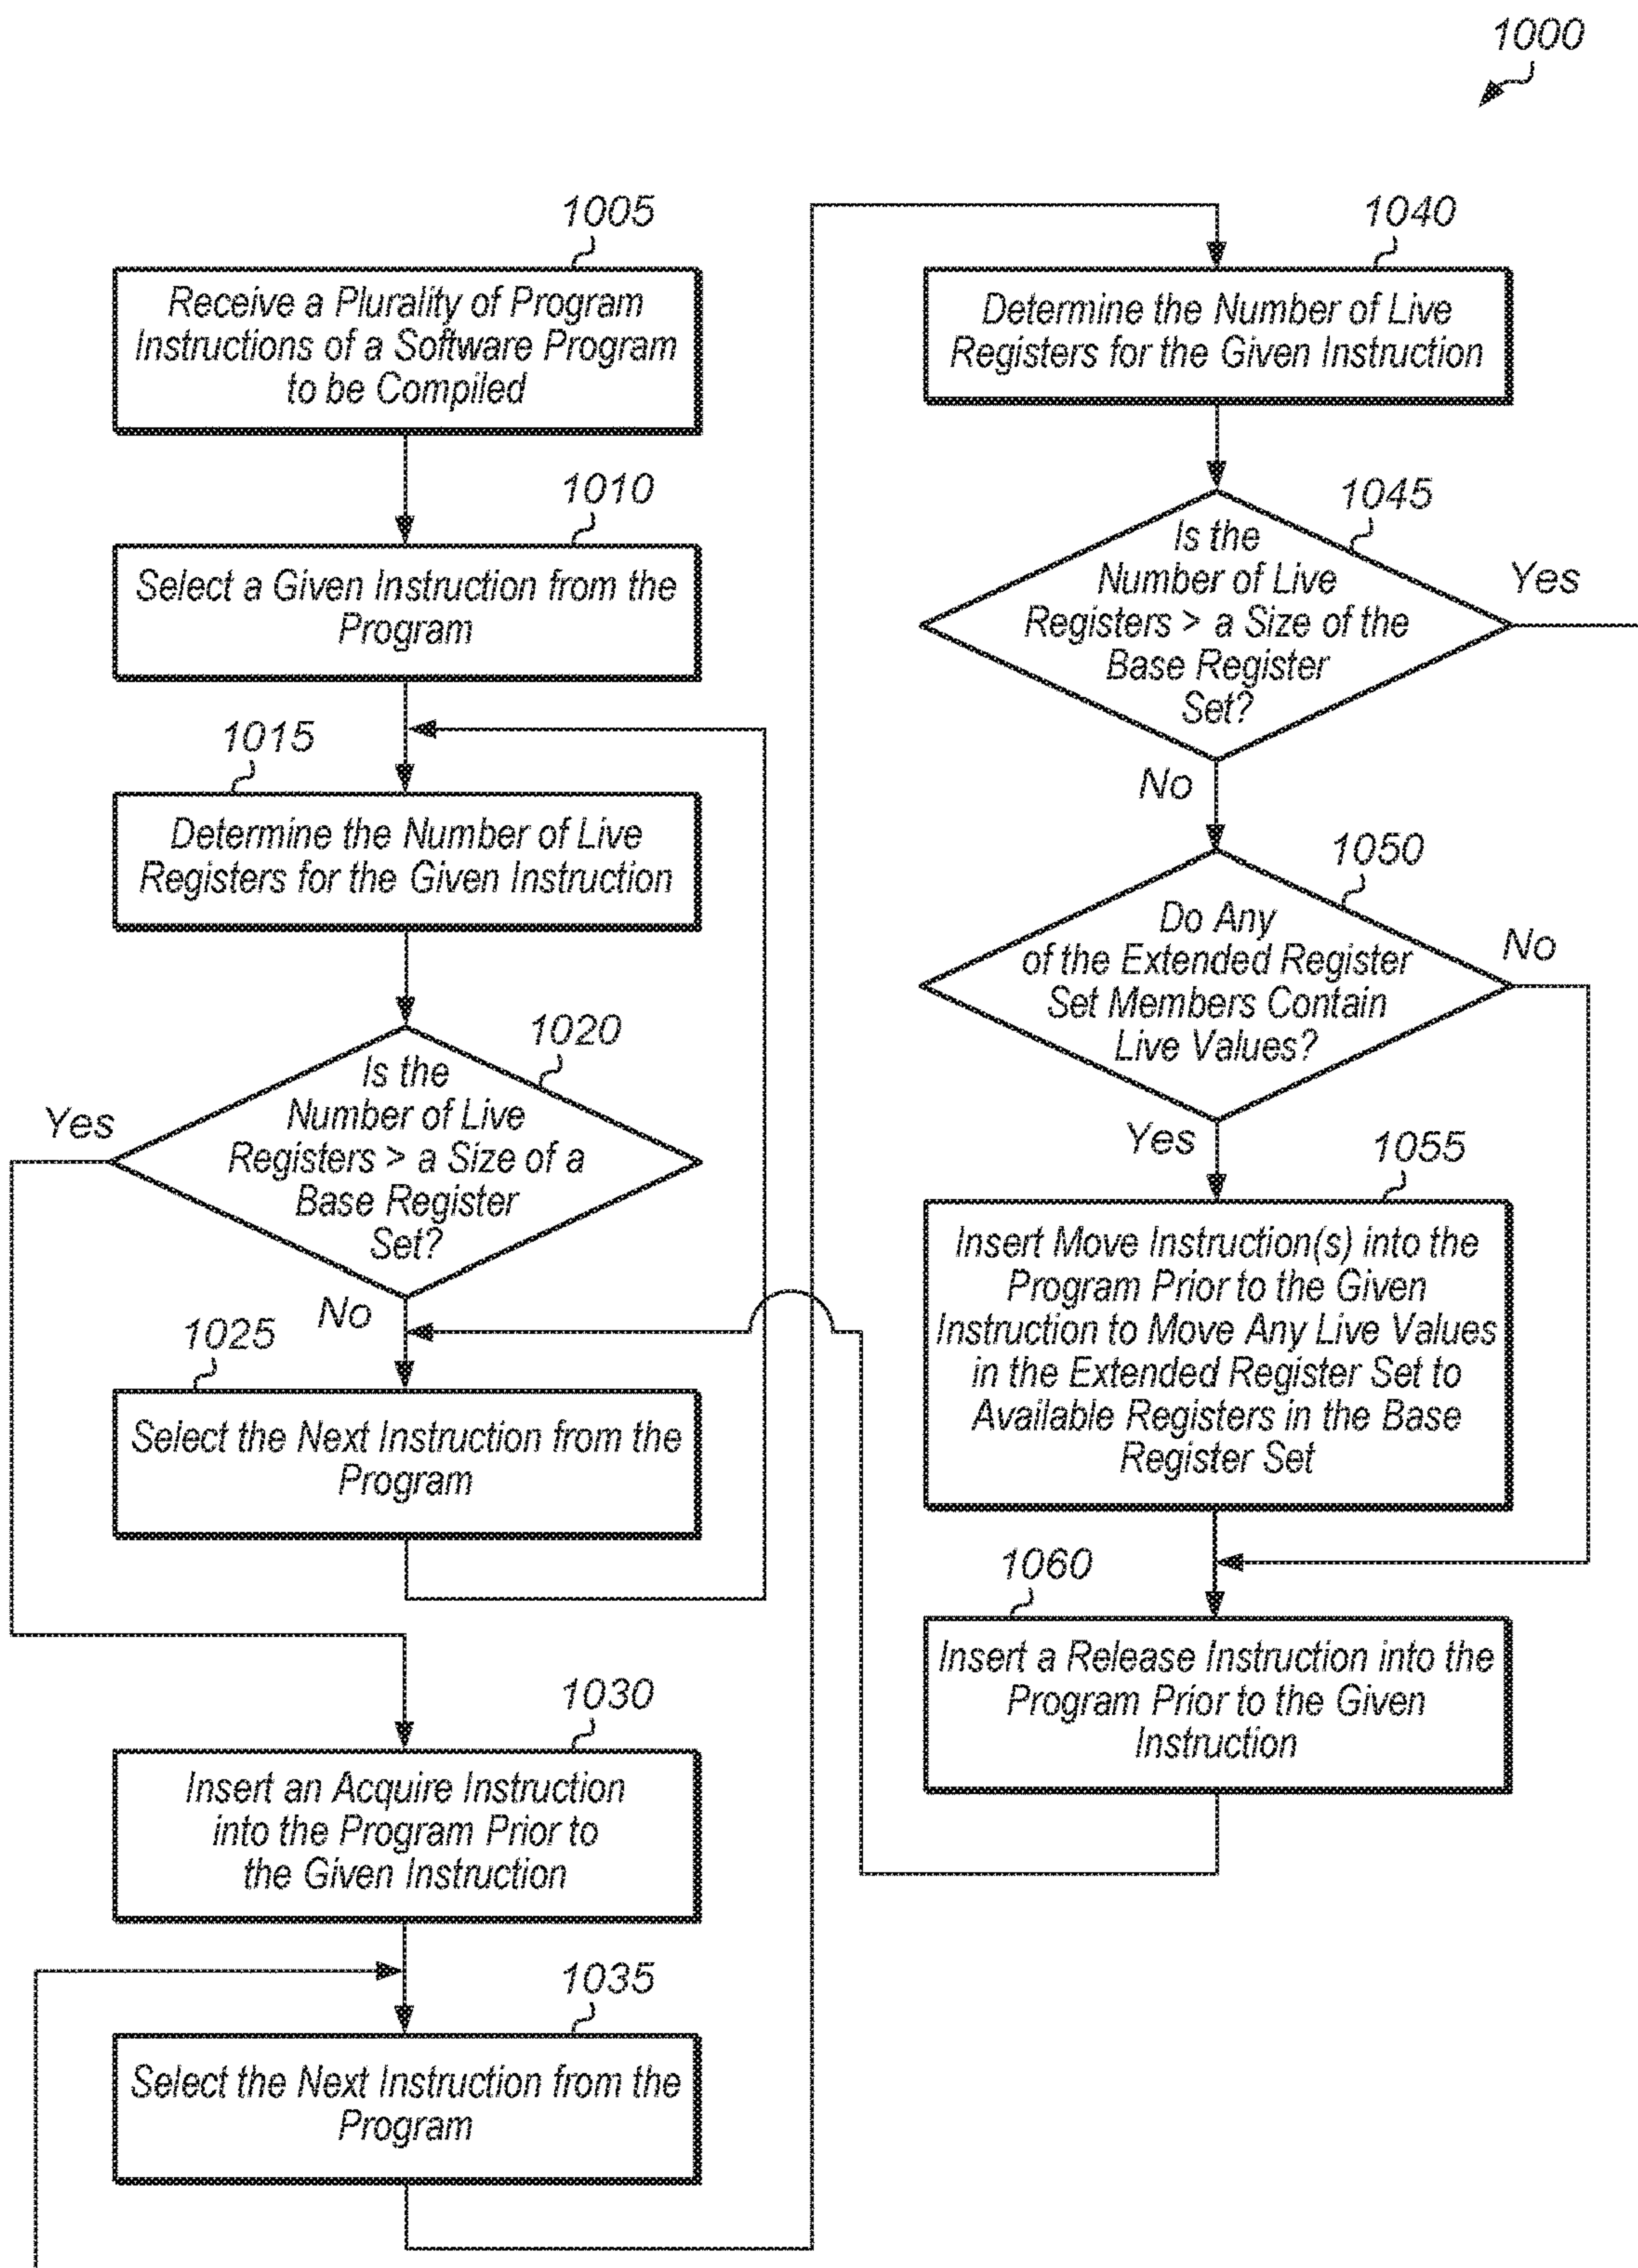 1000
1005
Receive a Plurality of Program
Instructions of a Software Program
to be Compiled
1010
Select a Given Instruction from the
Program
1015
Determine the Number of Live
Registers for the Given Instruction
1020
Is the
Number of Live
Registers > a Size of a
Base Register
Set?
Yes
No
1025
Select the Next Instruction from the
Program
1030
Insert an Acquire Instruction
into the Program Prior to
the Given Instruction
1035
Select the Next Instruction from the
Program
1040
Determine the Number of Live
Registers for the Given Instruction
1045
Is the
Number of Live
Registers > a Size of the
Base Register
Set?
Yes
No
1050
Do Any
of the Extended Register
Set Members Contain
Live Values?
No
Yes
1055
Insert Move Instruction(s) into the
Program Prior to the Given
Instruction to Move Any Live Values
in the Extended Register Set to
Available Registers in the Base
Register Set
1060
Insert a Release Instruction into the
Program Prior to the Given
Instruction